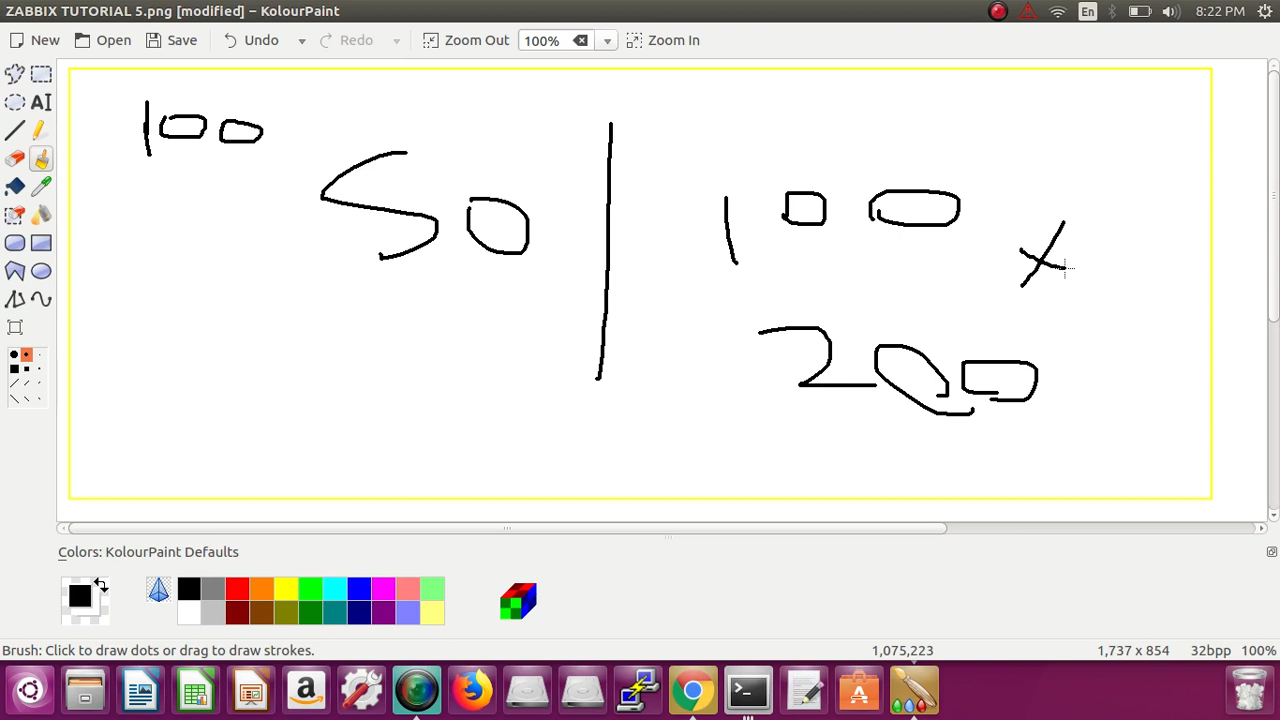 ZABBIX TUTORIAL 5.png [modified] – KolourPaint En 8:22 PM
New Open Save Undo Redo Zoom Out 100% Zoom In
AI
100
50 100
x
200
Colors: KolourPaint Defaults
Brush: Click to draw dots or drag to draw strokes. 1,075,223 1,737 x 854 32bpp 100%